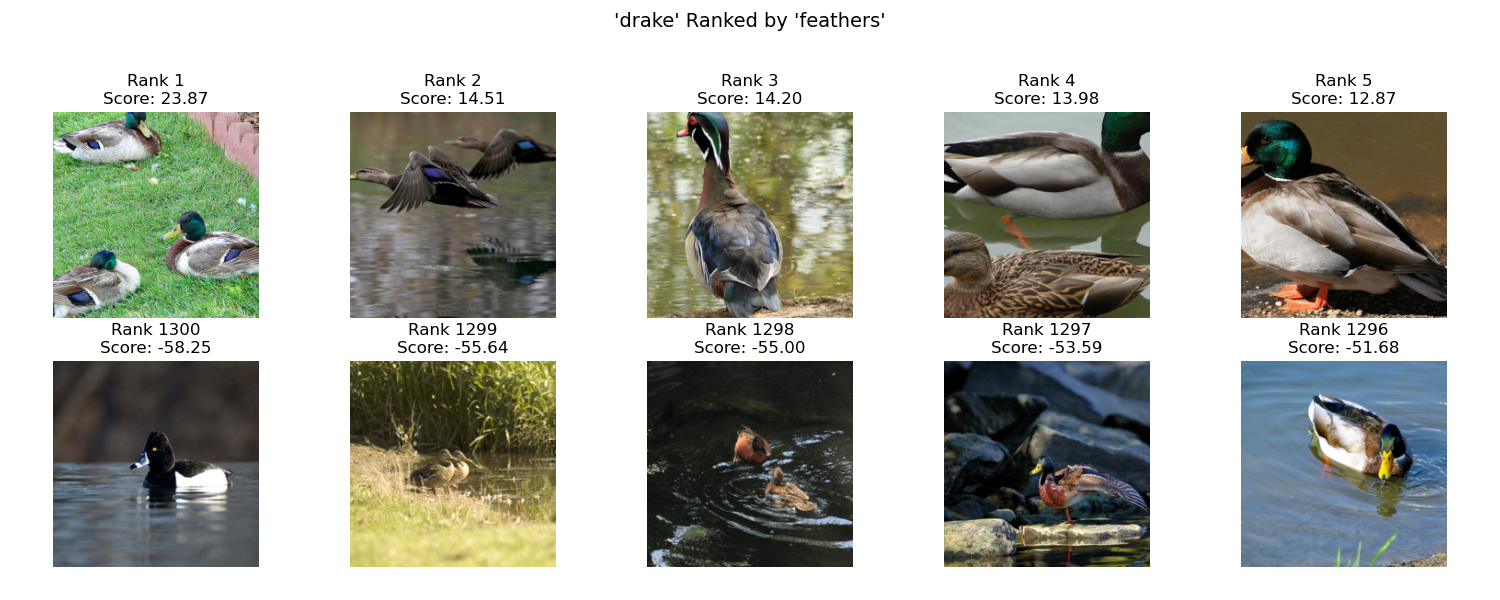 'drake' Ranked by 'feathers'
Rank 1
Score: 23.87
Rank 2
Score: 14.51
Rank 3
Score: 14.20
Rank 4
Score: 13.98
Rank 5
Score: 12.87
Rank 1300
Score: -58.25
Rank 1299
Score: -55.64
Rank 1298
Score: -55.00
Rank 1297
Score: -53.59
Rank 1296
Score: -51.68